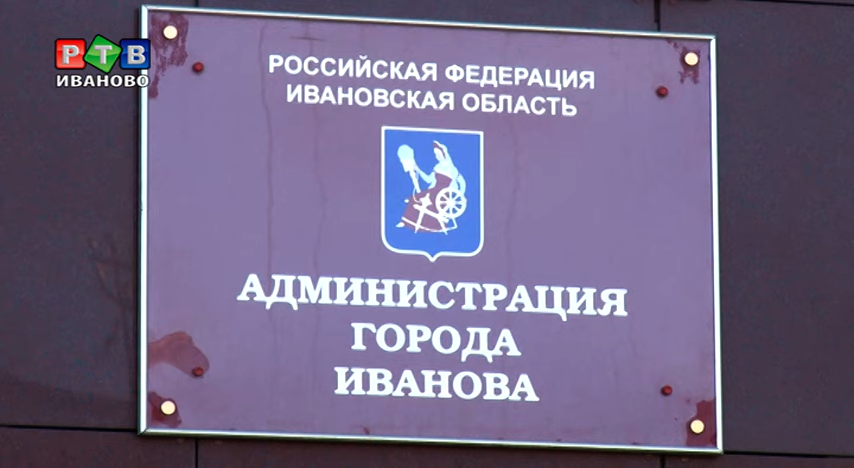 РТВ
ИВАНОВО
РОССИЙСКАЯ ФЕДЕРАЦИЯ
ИВАНОВСКАЯ ОБЛАСТЬ
АДМИНИСТРАЦИЯ
ГОРОДА
ИВАНОВА